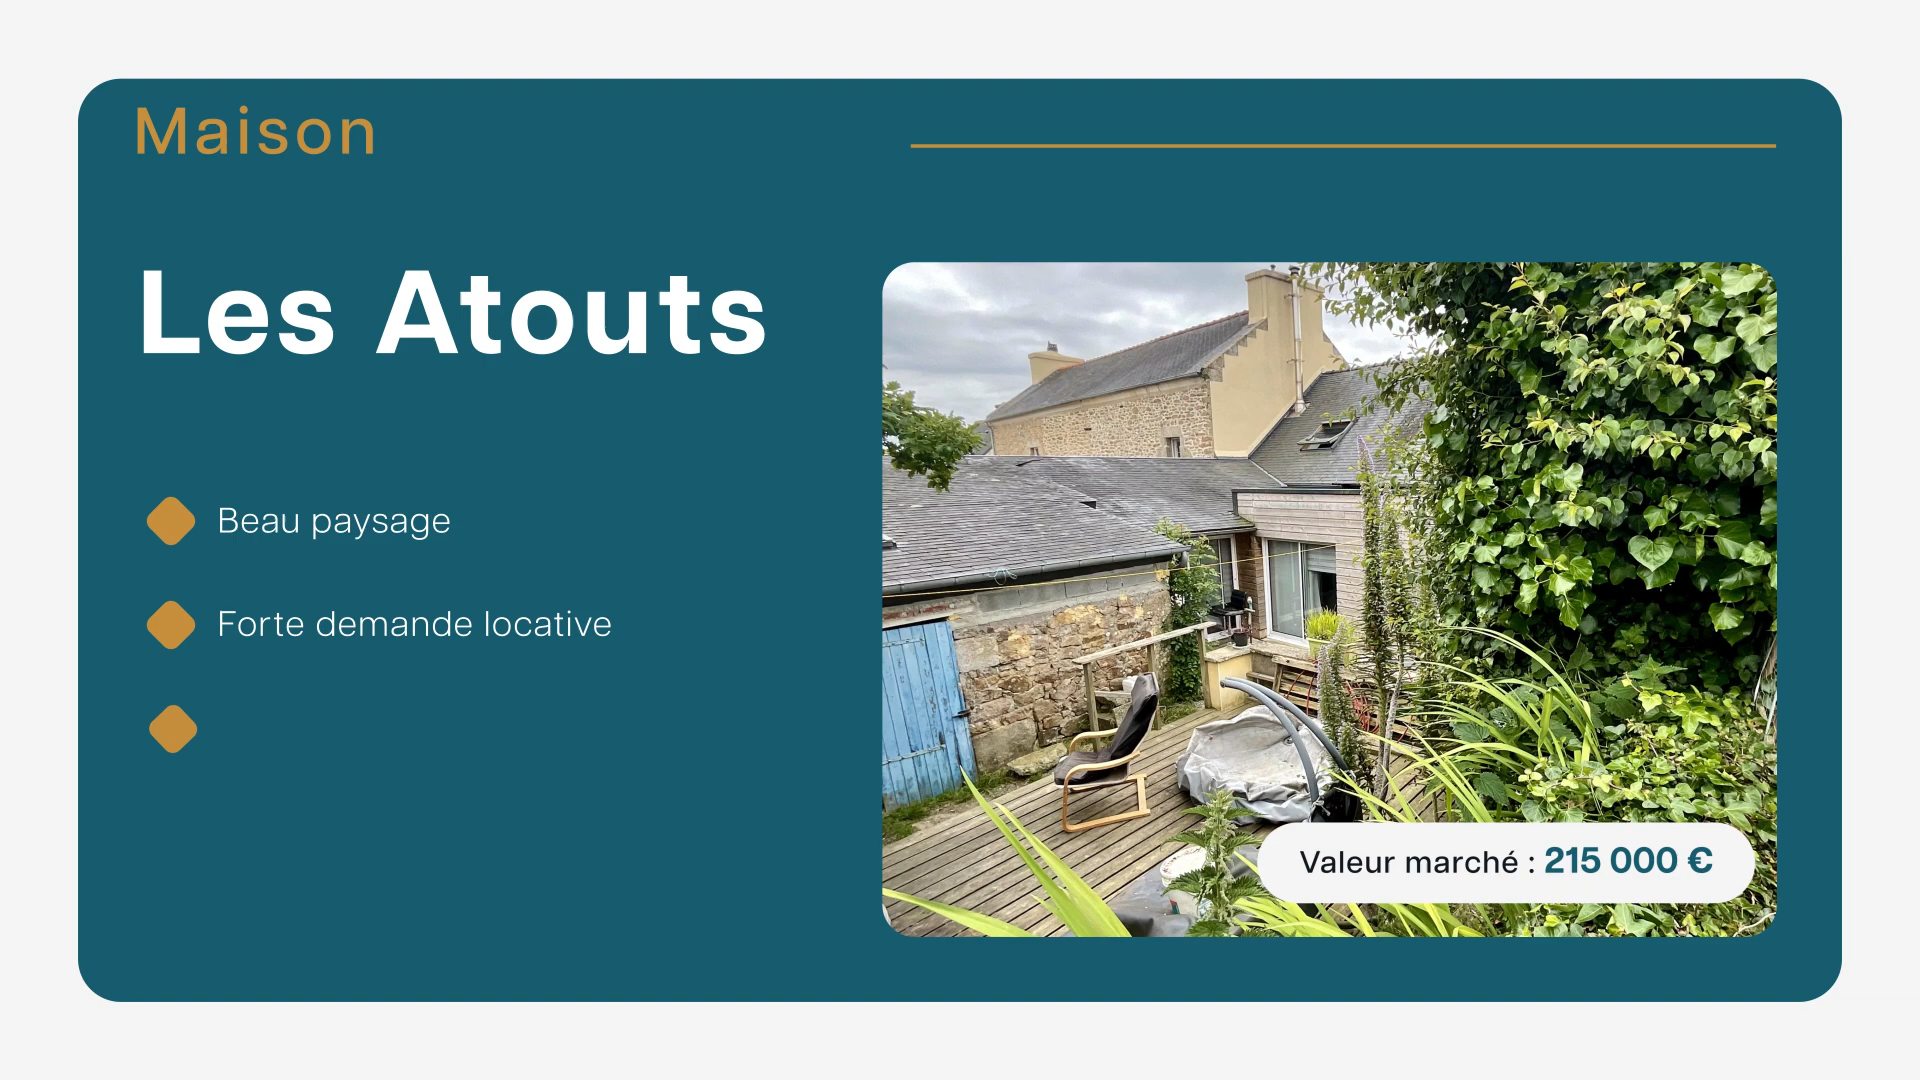 Maison
Les Atouts
Beau paysage
Forte demande locative
Valeur marché : 215 000 €